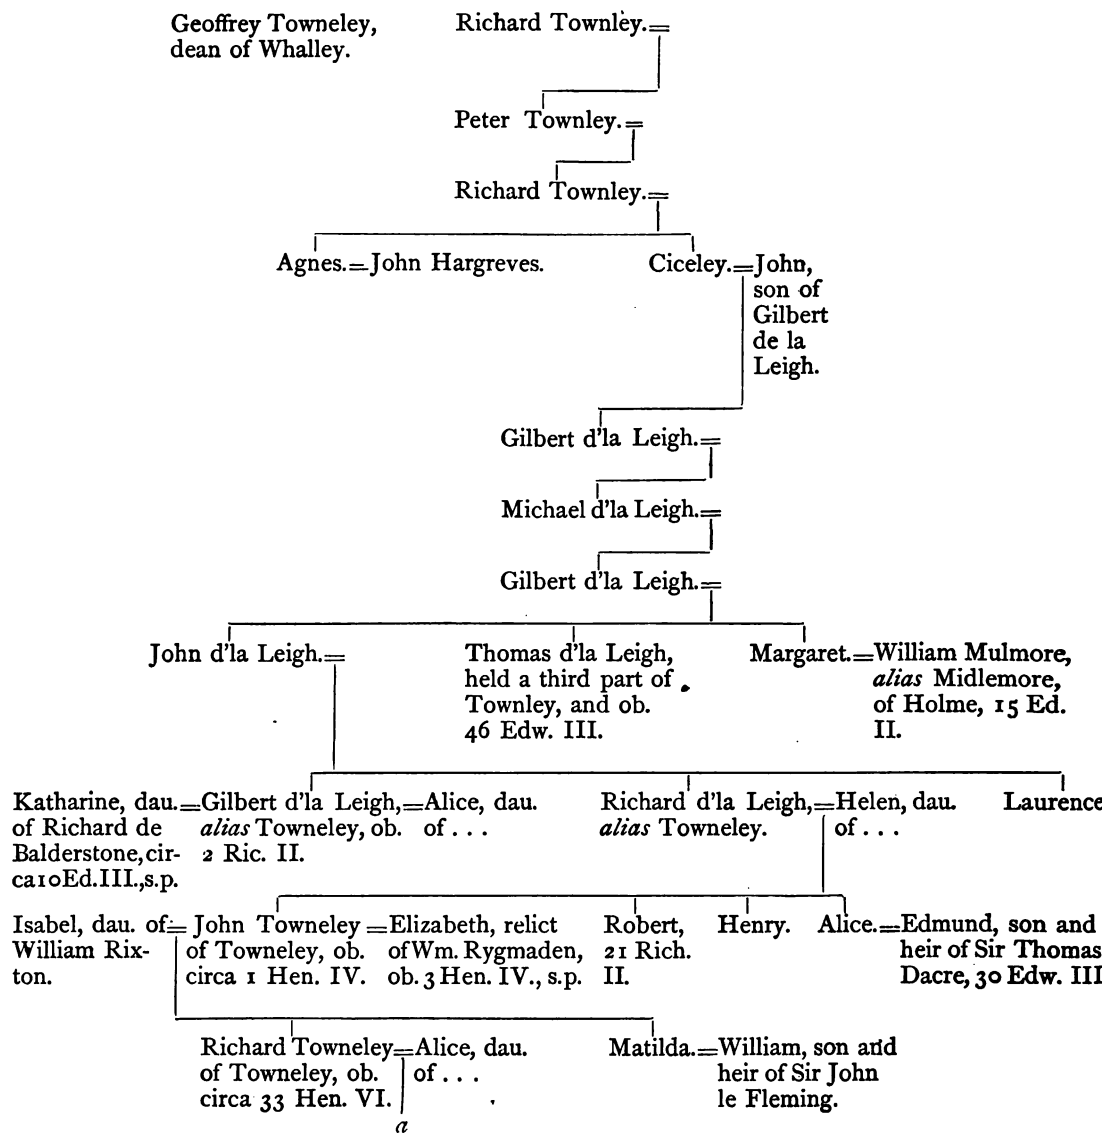 Geoffrey Towneley,
dean of Whalley.
Richard Townley.=
Peter Townley.=
Richard Townley.=
Agnes.=John Hargreves.
Ciceley.=John,
son of
Gilbert
de la
Leigh.
Gilbert d'la Leigh.=
Michael d'la Leigh.=
Gilbert d'la Leigh.=
John d'la Leigh.=
Thomas d'la Leigh,
held a third part of
Townley, and ob.
46 Edw. III.
Margaret.=William Mulmore,
alias Midlemore,
of Holme, 15 Ed.
II.
Katharine, dau.=Gilbert d'la Leigh,=Alice, dau.
of Richard de alias Towneley, ob. of . . .
Balderstone, cir- 2 Ric. II.
ca 10 Ed. III., s.p.
Richard d'la Leigh,=Helen, dau.
alias Towneley. of . . .
Laurence
Isabel, dau. of= John Towneley =Elizabeth, relict
William Rix- of Towneley, ob. of Wm. Rygmaden,
ton. circa 1 Hen. IV. ob. 3 Hen. IV., s.p.
Robert,
21 Rich.
II.
Henry.
Alice.=Edmund, son and
heir of Sir Thomas
Dacre, 30 Edw. III
Richard Towneley=Alice, dau.
of Towneley, ob. of . . .
circa 33 Hen. VI.
a
Matilda.=William, son and
heir of Sir John
le Fleming.